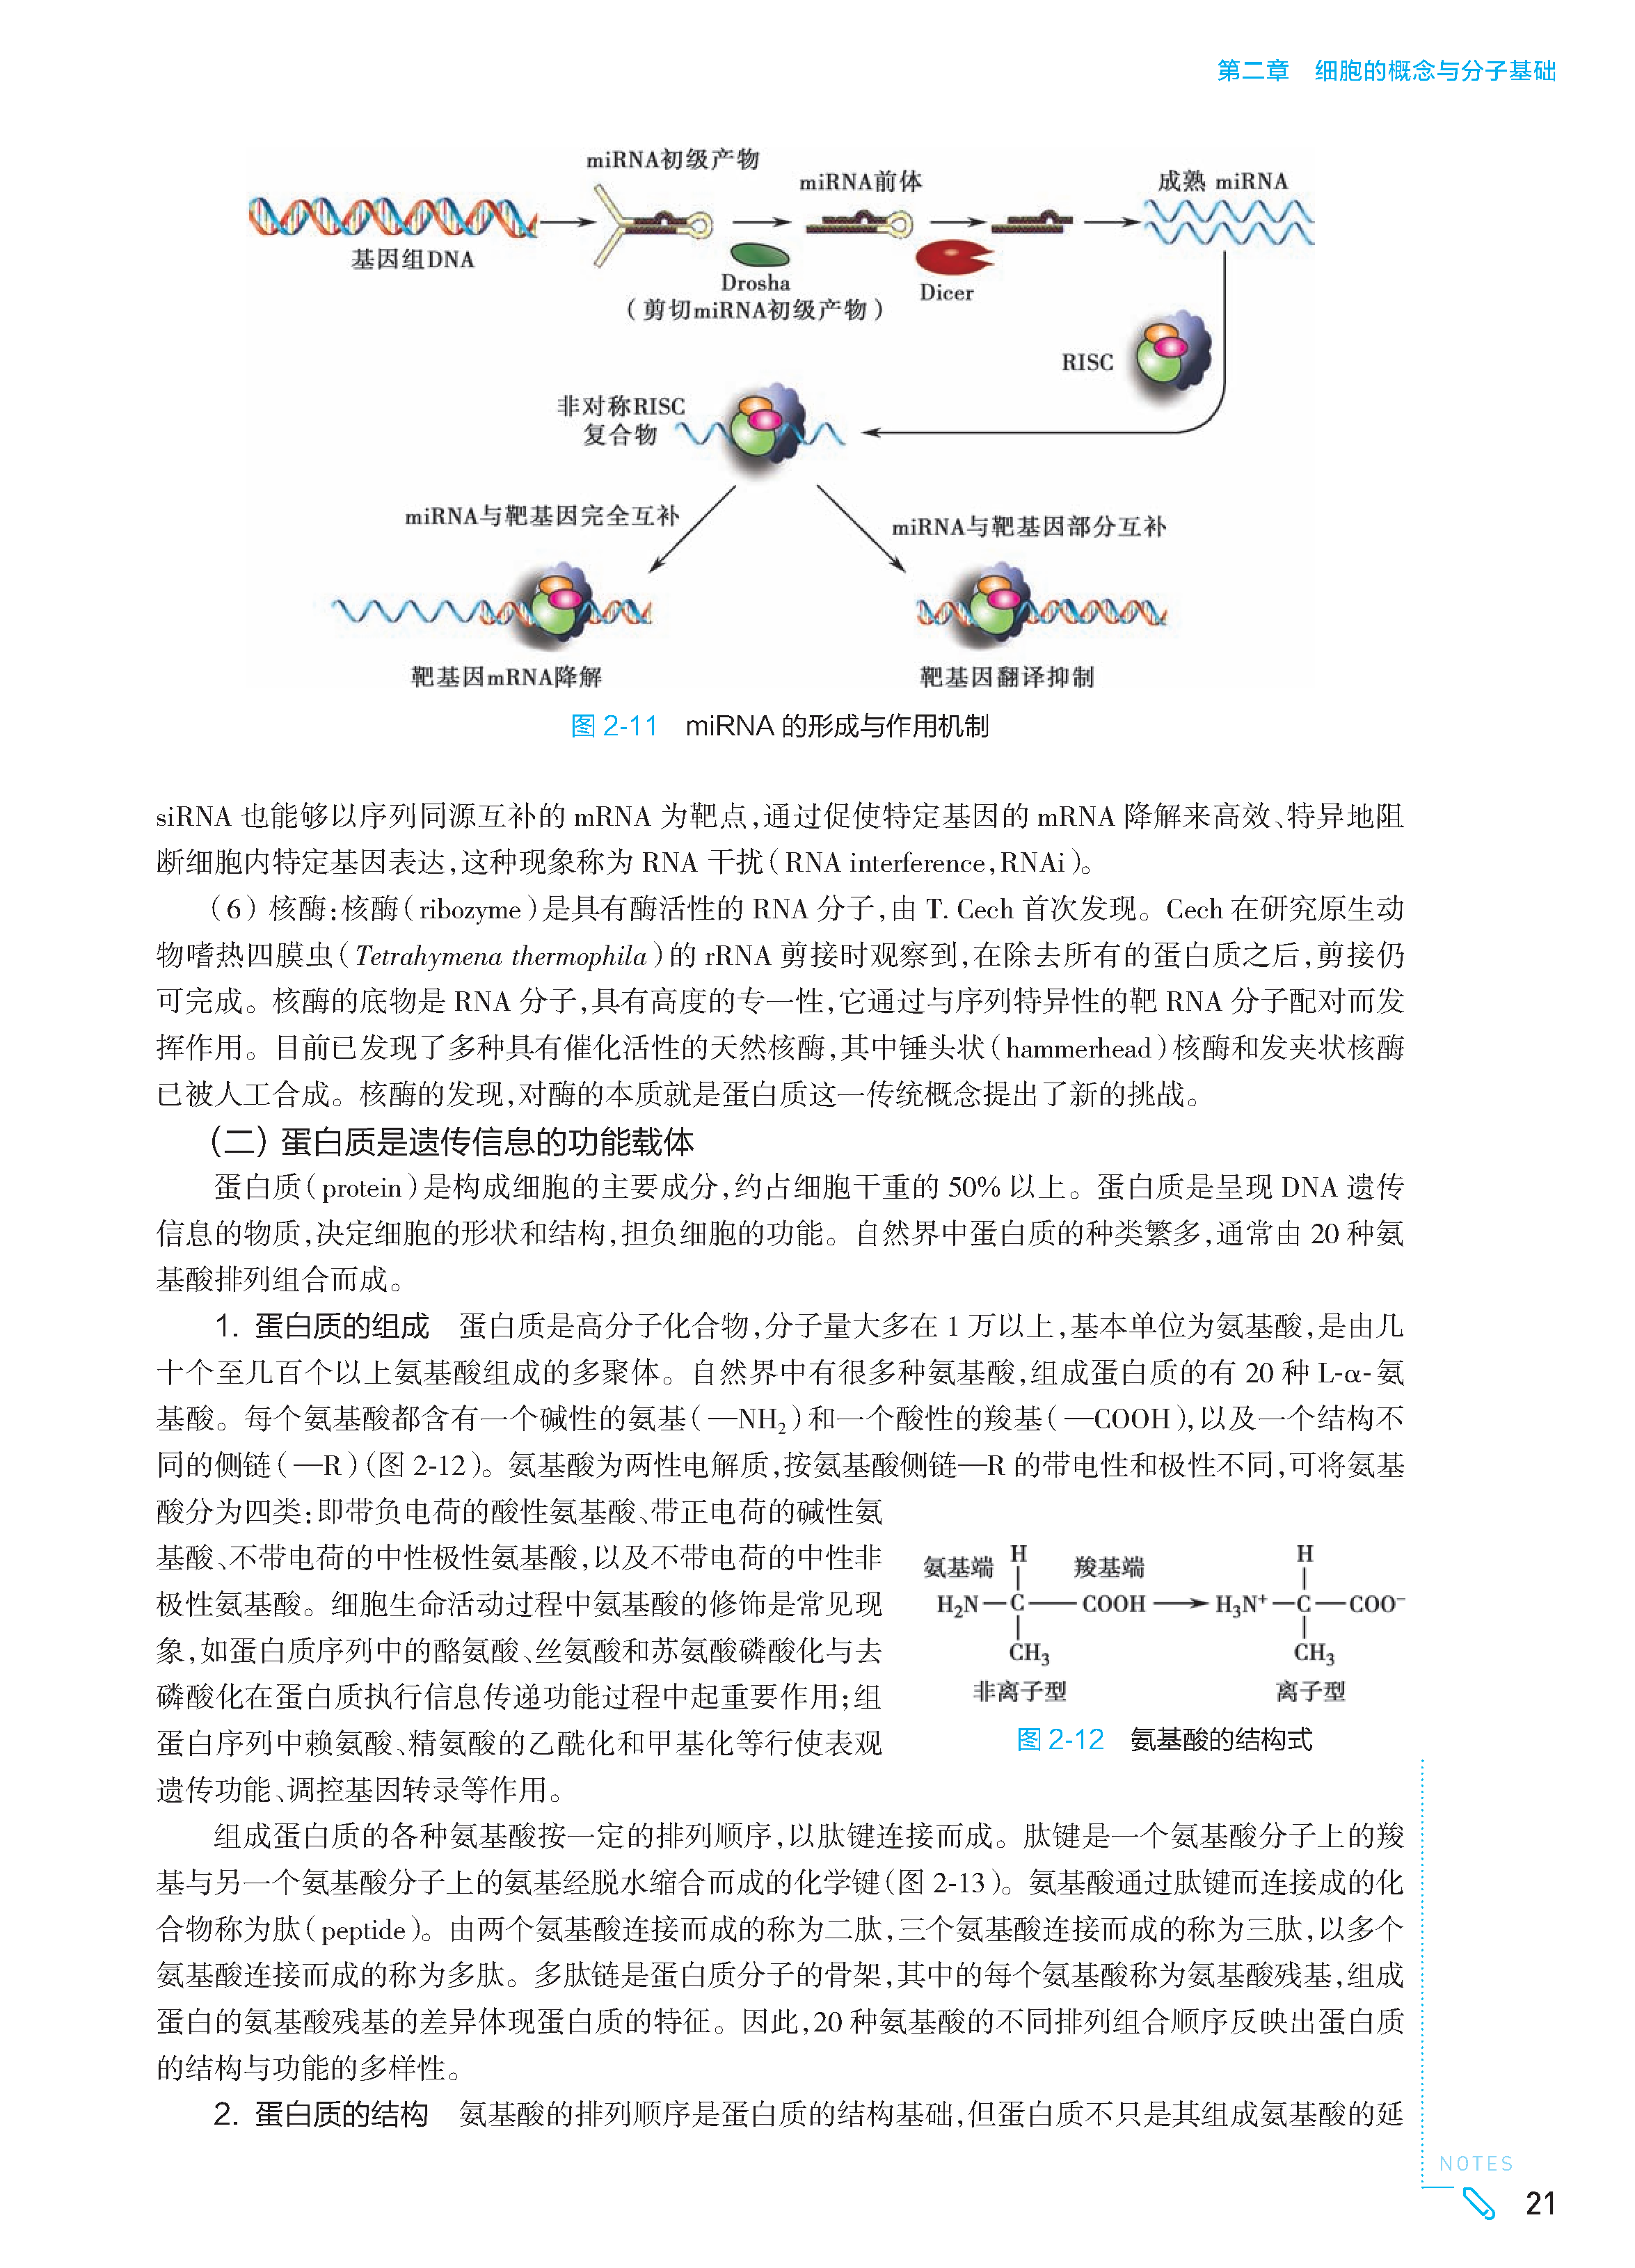 第二章　细胞的概念与分子基础
miRNA初级产物
miRNA前体
成熟 miRNA
基因组DNA
Drosha
（剪切miRNA初级产物）
Dicer
RISC
非对称RISC
复合物
miRNA与靶基因完全互补
miRNA与靶基因部分互补
靶基因mRNA降解
靶基因翻译抑制
图 2-11　miRNA 的形成与作用机制
siRNA 也能够以序列同源互补的 mRNA 为靶点，通过促使特定基因的 mRNA 降解来高效、特异地阻
断细胞内特定基因表达，这种现象称为 RNA 干扰（RNA interference，RNAi）。
（6）核酶：核酶（ribozyme）是具有酶活性的 RNA 分子，由 T. Cech 首次发现。Cech 在研究原生动
物嗜热四膜虫（Tetrahymena thermophila）的 rRNA 剪接时观察到，在除去所有的蛋白质之后，剪接仍
可完成。核酶的底物是 RNA 分子，具有高度的专一性，它通过与序列特异性的靶 RNA 分子配对而发
挥作用。目前已发现了多种具有催化活性的天然核酶，其中锤头状（hammerhead）核酶和发夹状核酶
已被人工合成。核酶的发现，对酶的本质就是蛋白质这一传统概念提出了新的挑战。
（二）蛋白质是遗传信息的功能载体
蛋白质（protein）是构成细胞的主要成分，约占细胞干重的 50% 以上。蛋白质是呈现 DNA 遗传
信息的物质，决定细胞的形状和结构，担负细胞的功能。自然界中蛋白质的种类繁多，通常由 20 种氨
基酸排列组合而成。
1. 蛋白质的组成　蛋白质是高分子化合物，分子量大多在 1 万以上，基本单位为氨基酸，是由几
十个至几百个以上氨基酸组成的多聚体。自然界中有很多种氨基酸，组成蛋白质的有 20 种 L-α- 氨
基酸。每个氨基酸都含有一个碱性的氨基（—NH₂）和一个酸性的羧基（—COOH），以及一个结构不
同的侧链（—R）（图 2-12）。氨基酸为两性电解质，按氨基酸侧链—R 的带电性和极性不同，可将氨基
酸分为四类：即带负电荷的酸性氨基酸、带正电荷的碱性氨
基酸、不带电荷的中性极性氨基酸，以及不带电荷的中性非
极性氨基酸。细胞生命活动过程中氨基酸的修饰是常见现
象，如蛋白质序列中的酪氨酸、丝氨酸和苏氨酸磷酸化与去
磷酸化在蛋白质执行信息传递功能过程中起重要作用；组
蛋白序列中赖氨酸、精氨酸的乙酰化和甲基化等行使表观
遗传功能、调控基因转录等作用。
氨基端 H 羧基端 H
H₂N—C—COOH → H₃N⁺—C—COO⁻
CH₃ CH₃
非离子型 离子型
图 2-12　氨基酸的结构式
组成蛋白质的各种氨基酸按一定的排列顺序，以肽键连接而成。肽键是一个氨基酸分子上的羧
基与另一个氨基酸分子上的氨基经脱水缩合而成的化学键（图 2-13）。氨基酸通过肽键而连接成的化
合物称为肽（peptide）。由两个氨基酸连接而成的称为二肽，三个氨基酸连接而成的称为三肽，以多个
氨基酸连接而成的称为多肽。多肽链是蛋白质分子的骨架，其中的每个氨基酸称为氨基酸残基，组成
蛋白的氨基酸残基的差异体现蛋白质的特征。因此，20 种氨基酸的不同排列组合顺序反映出蛋白质
的结构与功能的多样性。
2. 蛋白质的结构　氨基酸的排列顺序是蛋白质的结构基础，但蛋白质不只是其组成氨基酸的延
NOTES
21